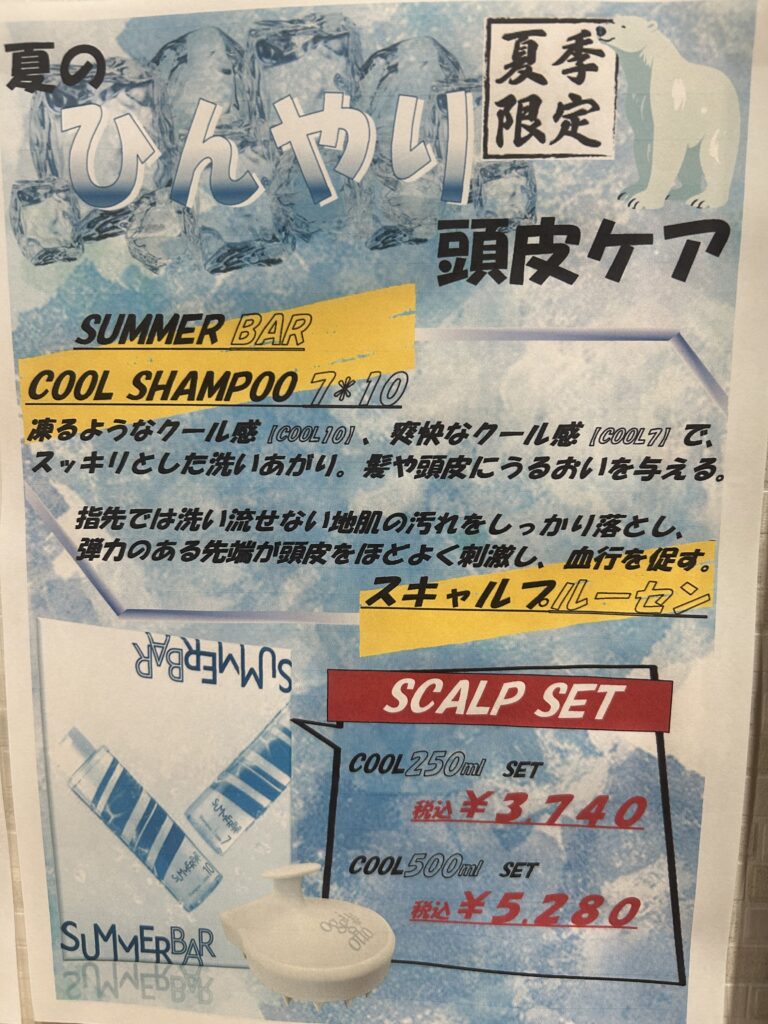 夏の
ひんやり
夏季
限定
頭皮ケア
SUMMER BAR
COOL SHAMPOO 7*10
凍るようなクール感【COOL10】、爽快なクール感【COOL7】で、
スッキリとした洗いあがり。髪や頭皮にうるおいを与える。
指先では洗い流せない地肌の汚れをしっかり落とし、
弾力のある先端が頭皮をほどよく刺激し、血行を促す。
スキャルプルーセン
SUMMERBAR
SCALP SET
COOL250ml SET
税込¥3,740
COOL500ml SET
税込¥5,280
SUMMERBAR
7
SUMMERBAR
10
SUMMERBAR
SUMMERBAR